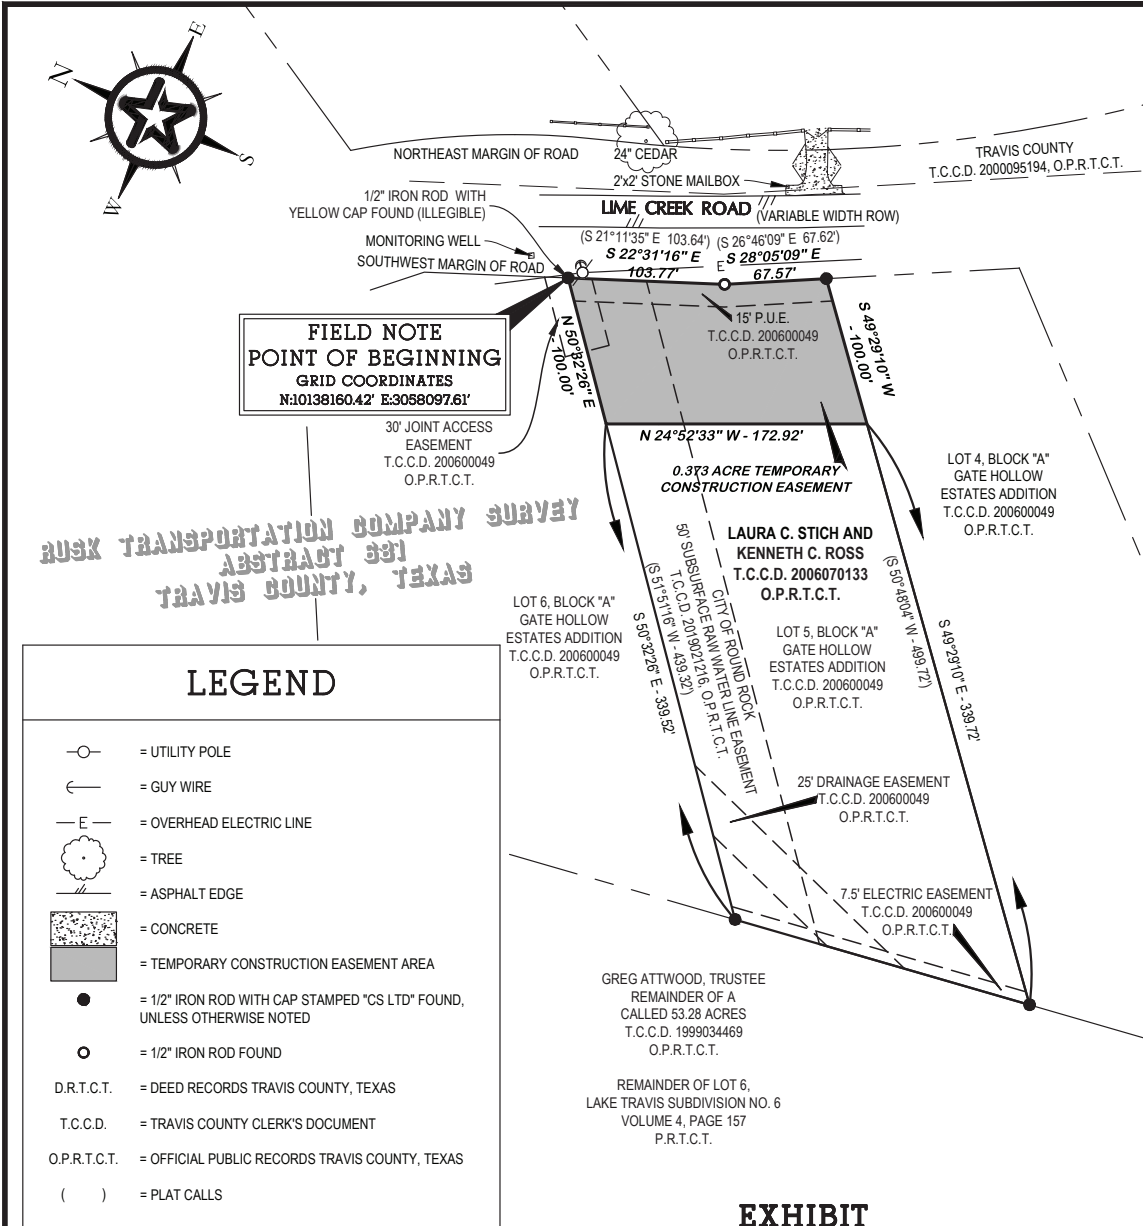 N
E
S
W
NORTHEAST MARGIN OF ROAD
24" CEDAR
TRAVIS COUNTY
T.C.C.D. 2000095194, O.P.R.T.C.T.
2'x2' STONE MAILBOX
1/2" IRON ROD WITH
YELLOW CAP FOUND (ILLEGIBLE)
LIME CREEK ROAD (VARIABLE WIDTH ROW)
MONITORING WELL
SOUTHWEST MARGIN OF ROAD
(S 21°11'35" E 103.64')
S 22°31'16" E
103.77'
E
(S 26°46'09" E 67.62')
S 28°05'09" E
67.57'
FIELD NOTE
POINT OF BEGINNING
GRID COORDINATES
N:10138160.42' E:3058097.61'
N 50°32'26" E
- 100.00'
15' P.U.E.
T.C.C.D. 200600049
O.P.R.T.C.T.
S 49°29'10" W
- 100.00'
30' JOINT ACCESS
EASEMENT
T.C.C.D. 200600049
O.P.R.T.C.T.
N 24°52'33" W - 172.92'
0.373 ACRE TEMPORARY
CONSTRUCTION EASEMENT
LOT 4, BLOCK "A"
GATE HOLLOW
ESTATES ADDITION
T.C.C.D. 200600049
O.P.R.T.C.T.
RUSK TRANSPORTATION COMPANY SURVEY
ABSTRACT 681
TRAVIS COUNTY, TEXAS
LAURA C. STICH AND
KENNETH C. ROSS
T.C.C.D. 2006070133
O.P.R.T.C.T.
LOT 6, BLOCK "A"
GATE HOLLOW
ESTATES ADDITION
T.C.C.D. 200600049
O.P.R.T.C.T.
(S 51°51'16" W - 439.32')
S 50°32'26" E - 339.52'
CITY OF ROUND ROCK
50' SUBSURFACE RAW WATER LINE EASEMENT
T.C.C.D. 2019021216, O.P.R.T.C.T.
LOT 5, BLOCK "A"
GATE HOLLOW
ESTATES ADDITION
T.C.C.D. 200600049
O.P.R.T.C.T.
(S 50°48'04" W - 499.72')
S 49°29'10" E - 339.72'
25' DRAINAGE EASEMENT
T.C.C.D. 200600049
O.P.R.T.C.T.
7.5' ELECTRIC EASEMENT
T.C.C.D. 200600049
O.P.R.T.C.T.
GREG ATTWOOD, TRUSTEE
REMAINDER OF A
CALLED 53.28 ACRES
T.C.C.D. 1999034469
O.P.R.T.C.T.
REMAINDER OF LOT 6,
LAKE TRAVIS SUBDIVISION NO. 6
VOLUME 4, PAGE 157
P.R.T.C.T.
LEGEND
= UTILITY POLE
= GUY WIRE
E = OVERHEAD ELECTRIC LINE
= TREE
= ASPHALT EDGE
= CONCRETE
= TEMPORARY CONSTRUCTION EASEMENT AREA
= 1/2" IRON ROD WITH CAP STAMPED "CS LTD" FOUND,
UNLESS OTHERWISE NOTED
= 1/2" IRON ROD FOUND
D.R.T.C.T. = DEED RECORDS TRAVIS COUNTY, TEXAS
T.C.C.D. = TRAVIS COUNTY CLERK'S DOCUMENT
O.P.R.T.C.T. = OFFICIAL PUBLIC RECORDS TRAVIS COUNTY, TEXAS
( ) = PLAT CALLS
EXHIBIT